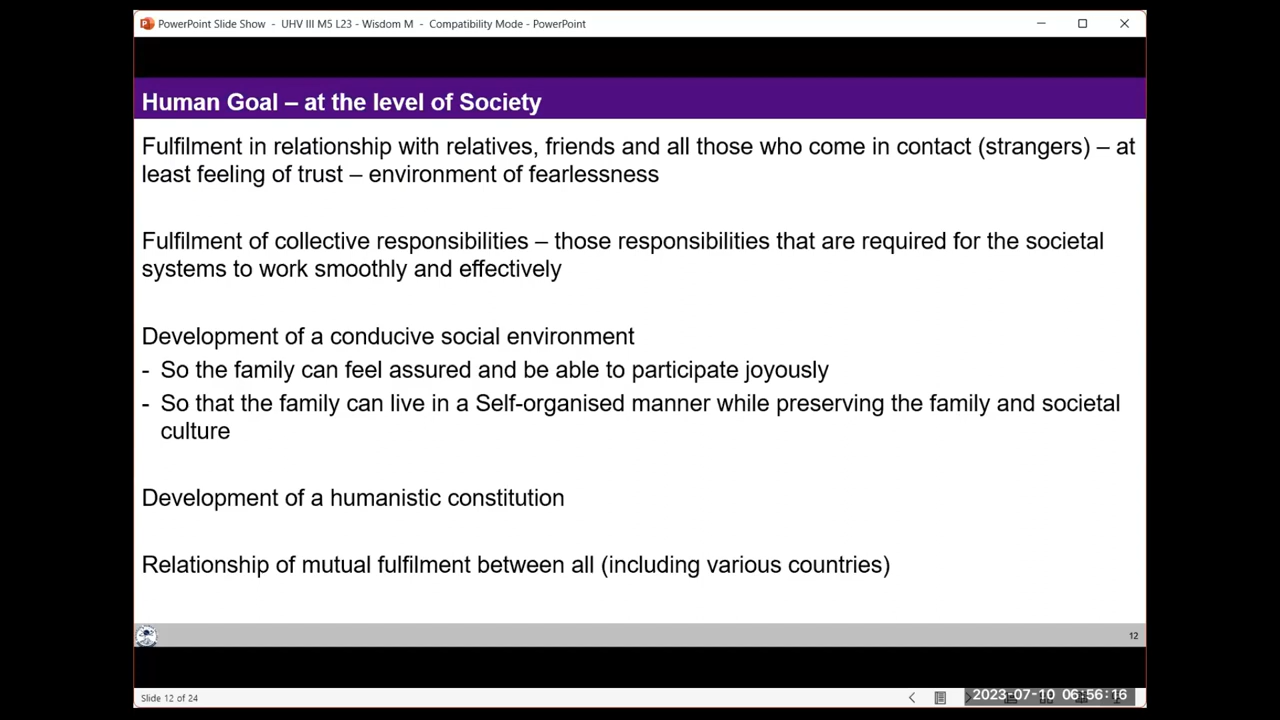 PowerPoint Slide Show - UHV III M5 L23 - Wisdom M - Compatibility Mode - PowerPoint
Human Goal – at the level of Society
Fulfilment in relationship with relatives, friends and all those who come in contact (strangers) – at
least feeling of trust – environment of fearlessness
Fulfilment of collective responsibilities – those responsibilities that are required for the societal
systems to work smoothly and effectively
Development of a conducive social environment
- So the family can feel assured and be able to participate joyously
- So that the family can live in a Self-organised manner while preserving the family and societal
culture
Development of a humanistic constitution
Relationship of mutual fulfilment between all (including various countries)
12
Slide 12 of 24
2023-07-10 06:56:16